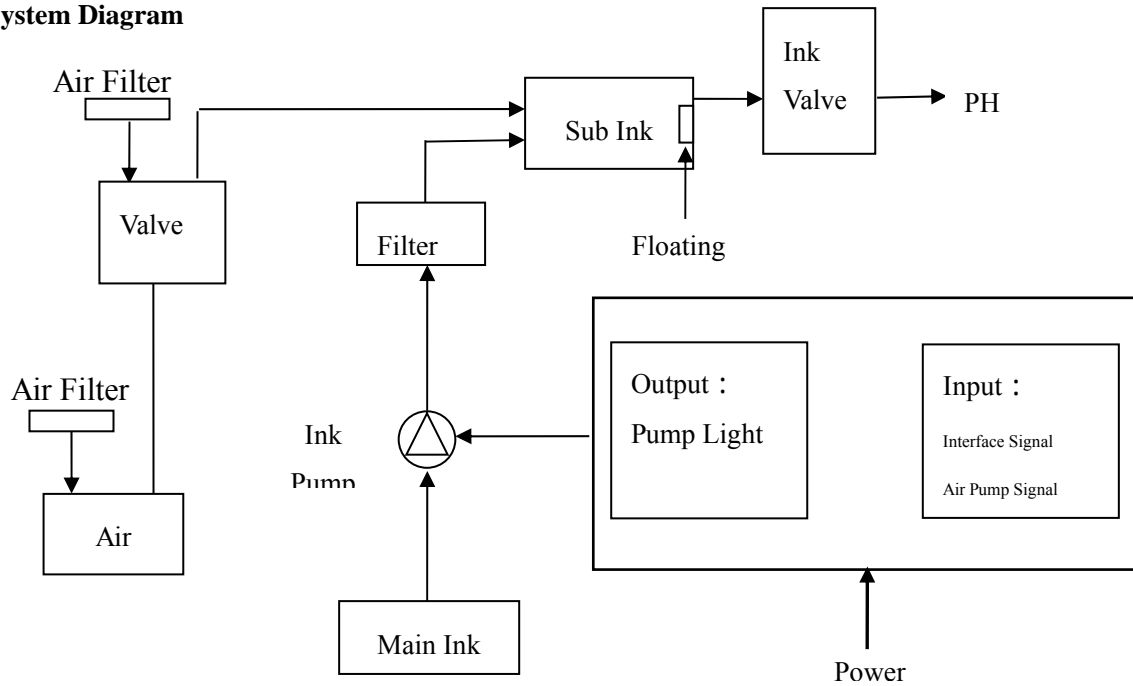 ystem Diagram
Air Filter
Ink
Valve
PH
Sub Ink
Valve
Filter
Floating
Air Filter
Output：
Pump Light
Input：
Interface Signal
Air Pump Signal
Ink
Pump
Air
Main Ink
Power